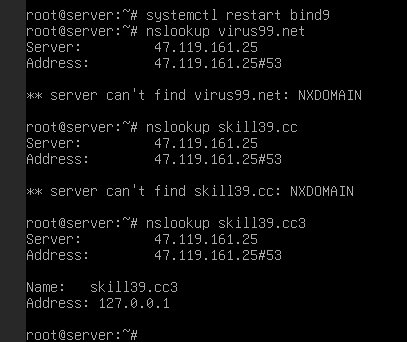 root@server:~# systemctl restart bind9
root@server:~# nslookup virus99.net
Server:         47.119.161.25
Address:        47.119.161.25#53

** server can't find virus99.net: NXDOMAIN

root@server:~# nslookup skill39.cc
Server:         47.119.161.25
Address:        47.119.161.25#53

** server can't find skill39.cc: NXDOMAIN

root@server:~# nslookup skill39.cc3
Server:         47.119.161.25
Address:        47.119.161.25#53

Name:   skill39.cc3
Address: 127.0.0.1

root@server:~#